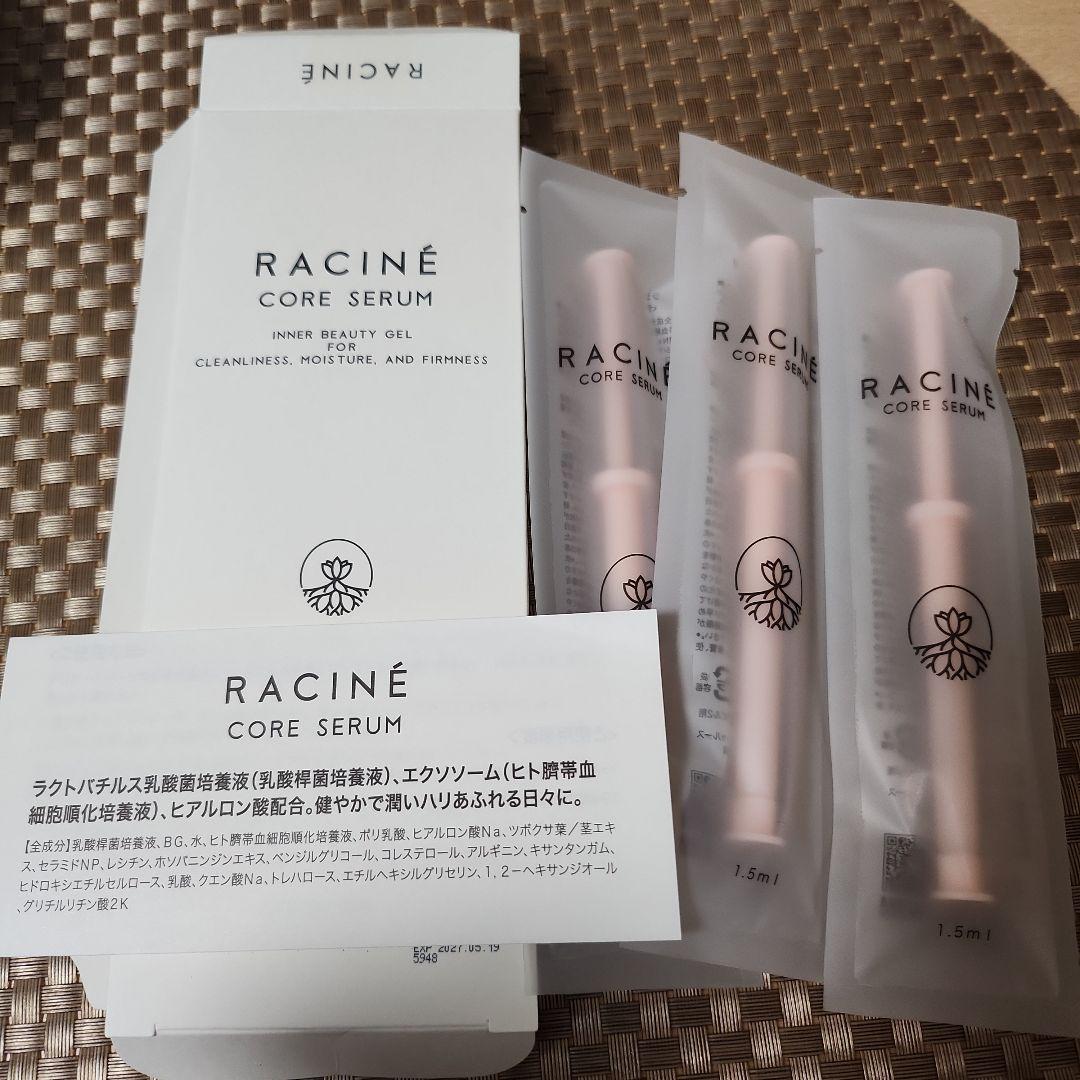 RACINÉ
RACINÉ
CORE SERUM
INNER BEAUTY GEL
FOR
CLEANLINESS, MOISTURE, AND FIRMNESS
RACINÉ
CORE SERUM
RACINÉ
CORE SERUM
1.5ml
RACINÉ
CORE SERUM
1.5ml
RACINÉ
CORE SERUM
ラクトバチルス乳酸菌培養液(乳酸桿菌培養液)、エクソソーム(ヒト臍帯血
細胞順化培養液)、ヒアルロン酸配合。健やかで潤いハリあふれる日々に。
【全成分】乳酸桿菌培養液、BG、水、ヒト臍帯血細胞順化培養液、ポリ乳酸、ヒアルロン酸Na、ツボクサ葉/茎エキ
ス、セラミドNP、レシチン、ホソバニンジンエキス、ベンジルグリコール、コレステロール、アルギニン、キサンタンガム、
ヒドロキシエチルセルロース、乳酸、クエン酸Na、トレハロース、エチルヘキシルグリセリン、1,2-ヘキサンジオール
、グリチルリチン酸2K
EXP 2027.05.19
5948